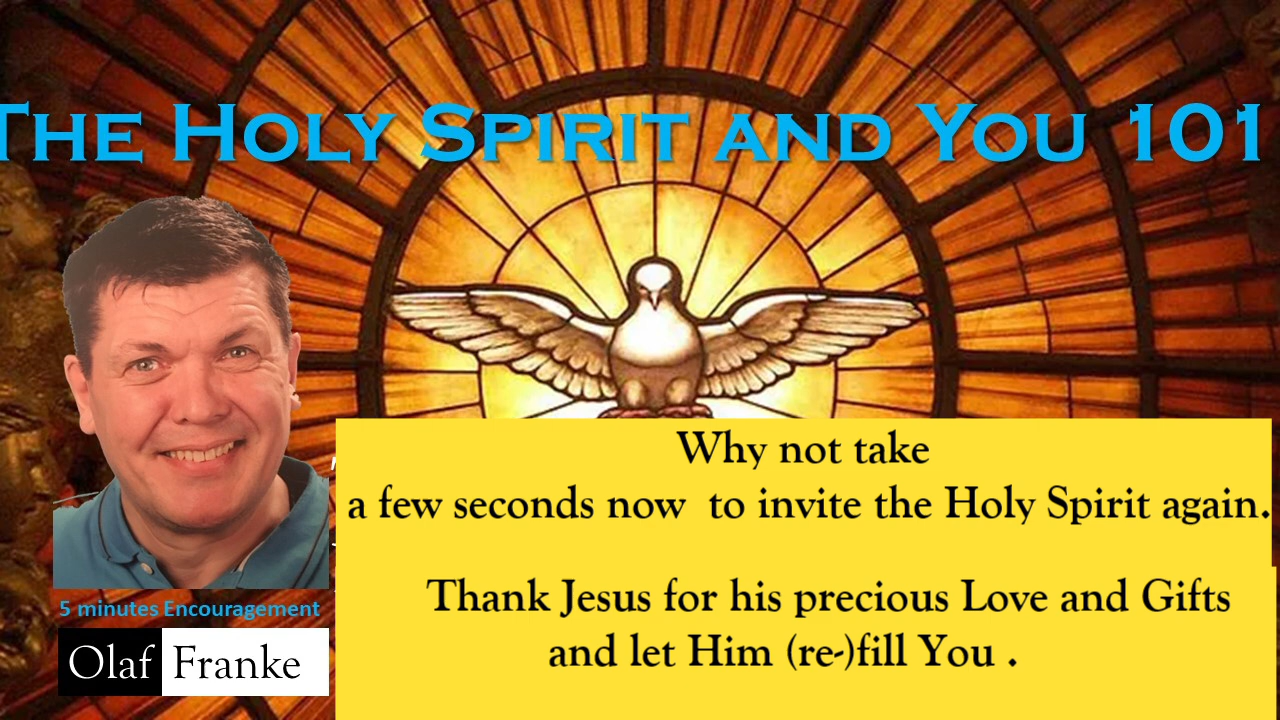 The Holy Spirit and You 101
Why not take
a few seconds now to invite the Holy Spirit again.
Thank Jesus for his precious Love and Gifts
and let Him (re-)fill You .
5 minutes Encouragement
Olaf Franke